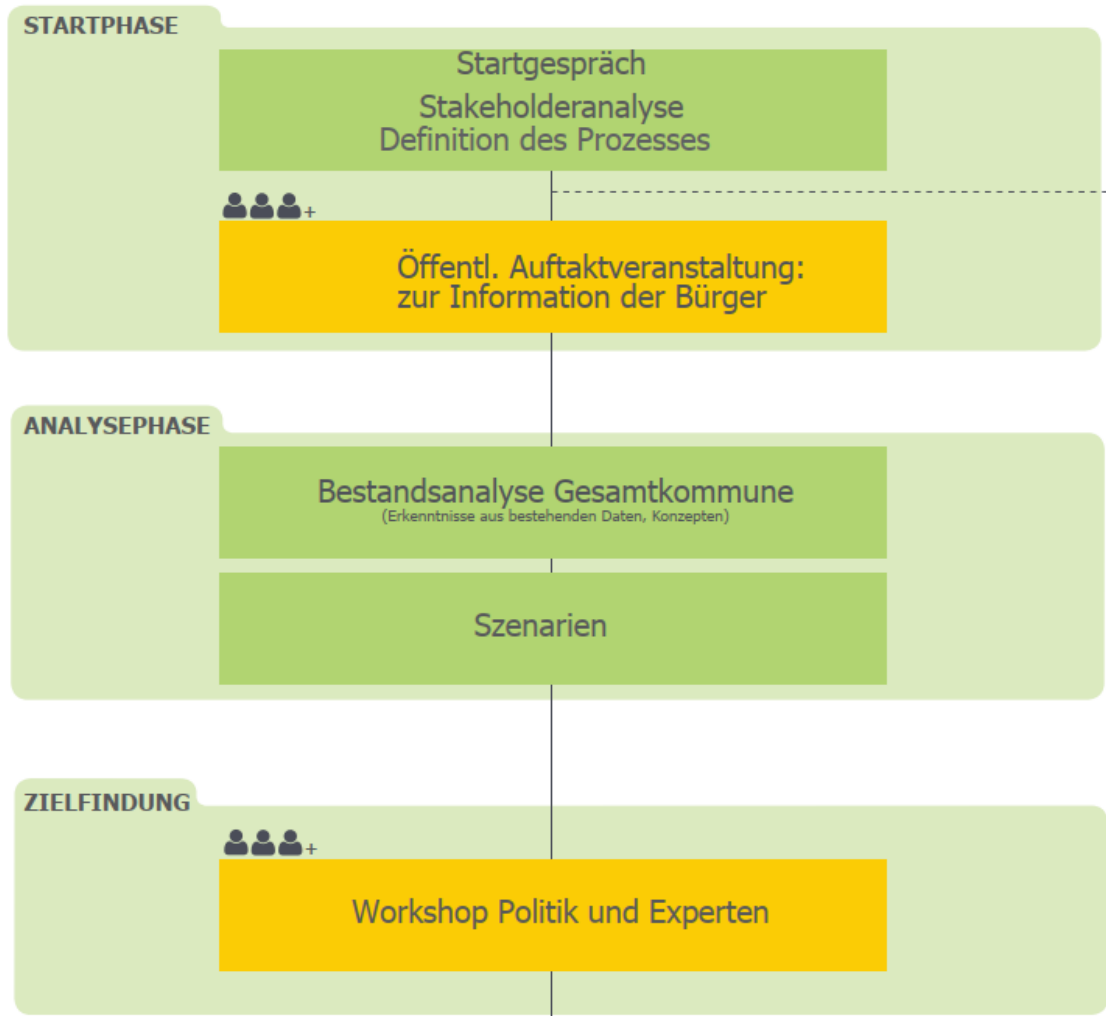 STARTPHASE
Startgespräch
Stakeholderanalyse
Definition des Prozesses
+
Öffentl. Auftaktveranstaltung:
zur Information der Bürger
ANALYSEPHASE
Bestandsanalyse Gesamtkommune
(Erkenntnisse aus bestehenden Daten, Konzepten)
Szenarien
ZIELFINDUNG
+
Workshop Politik und Experten